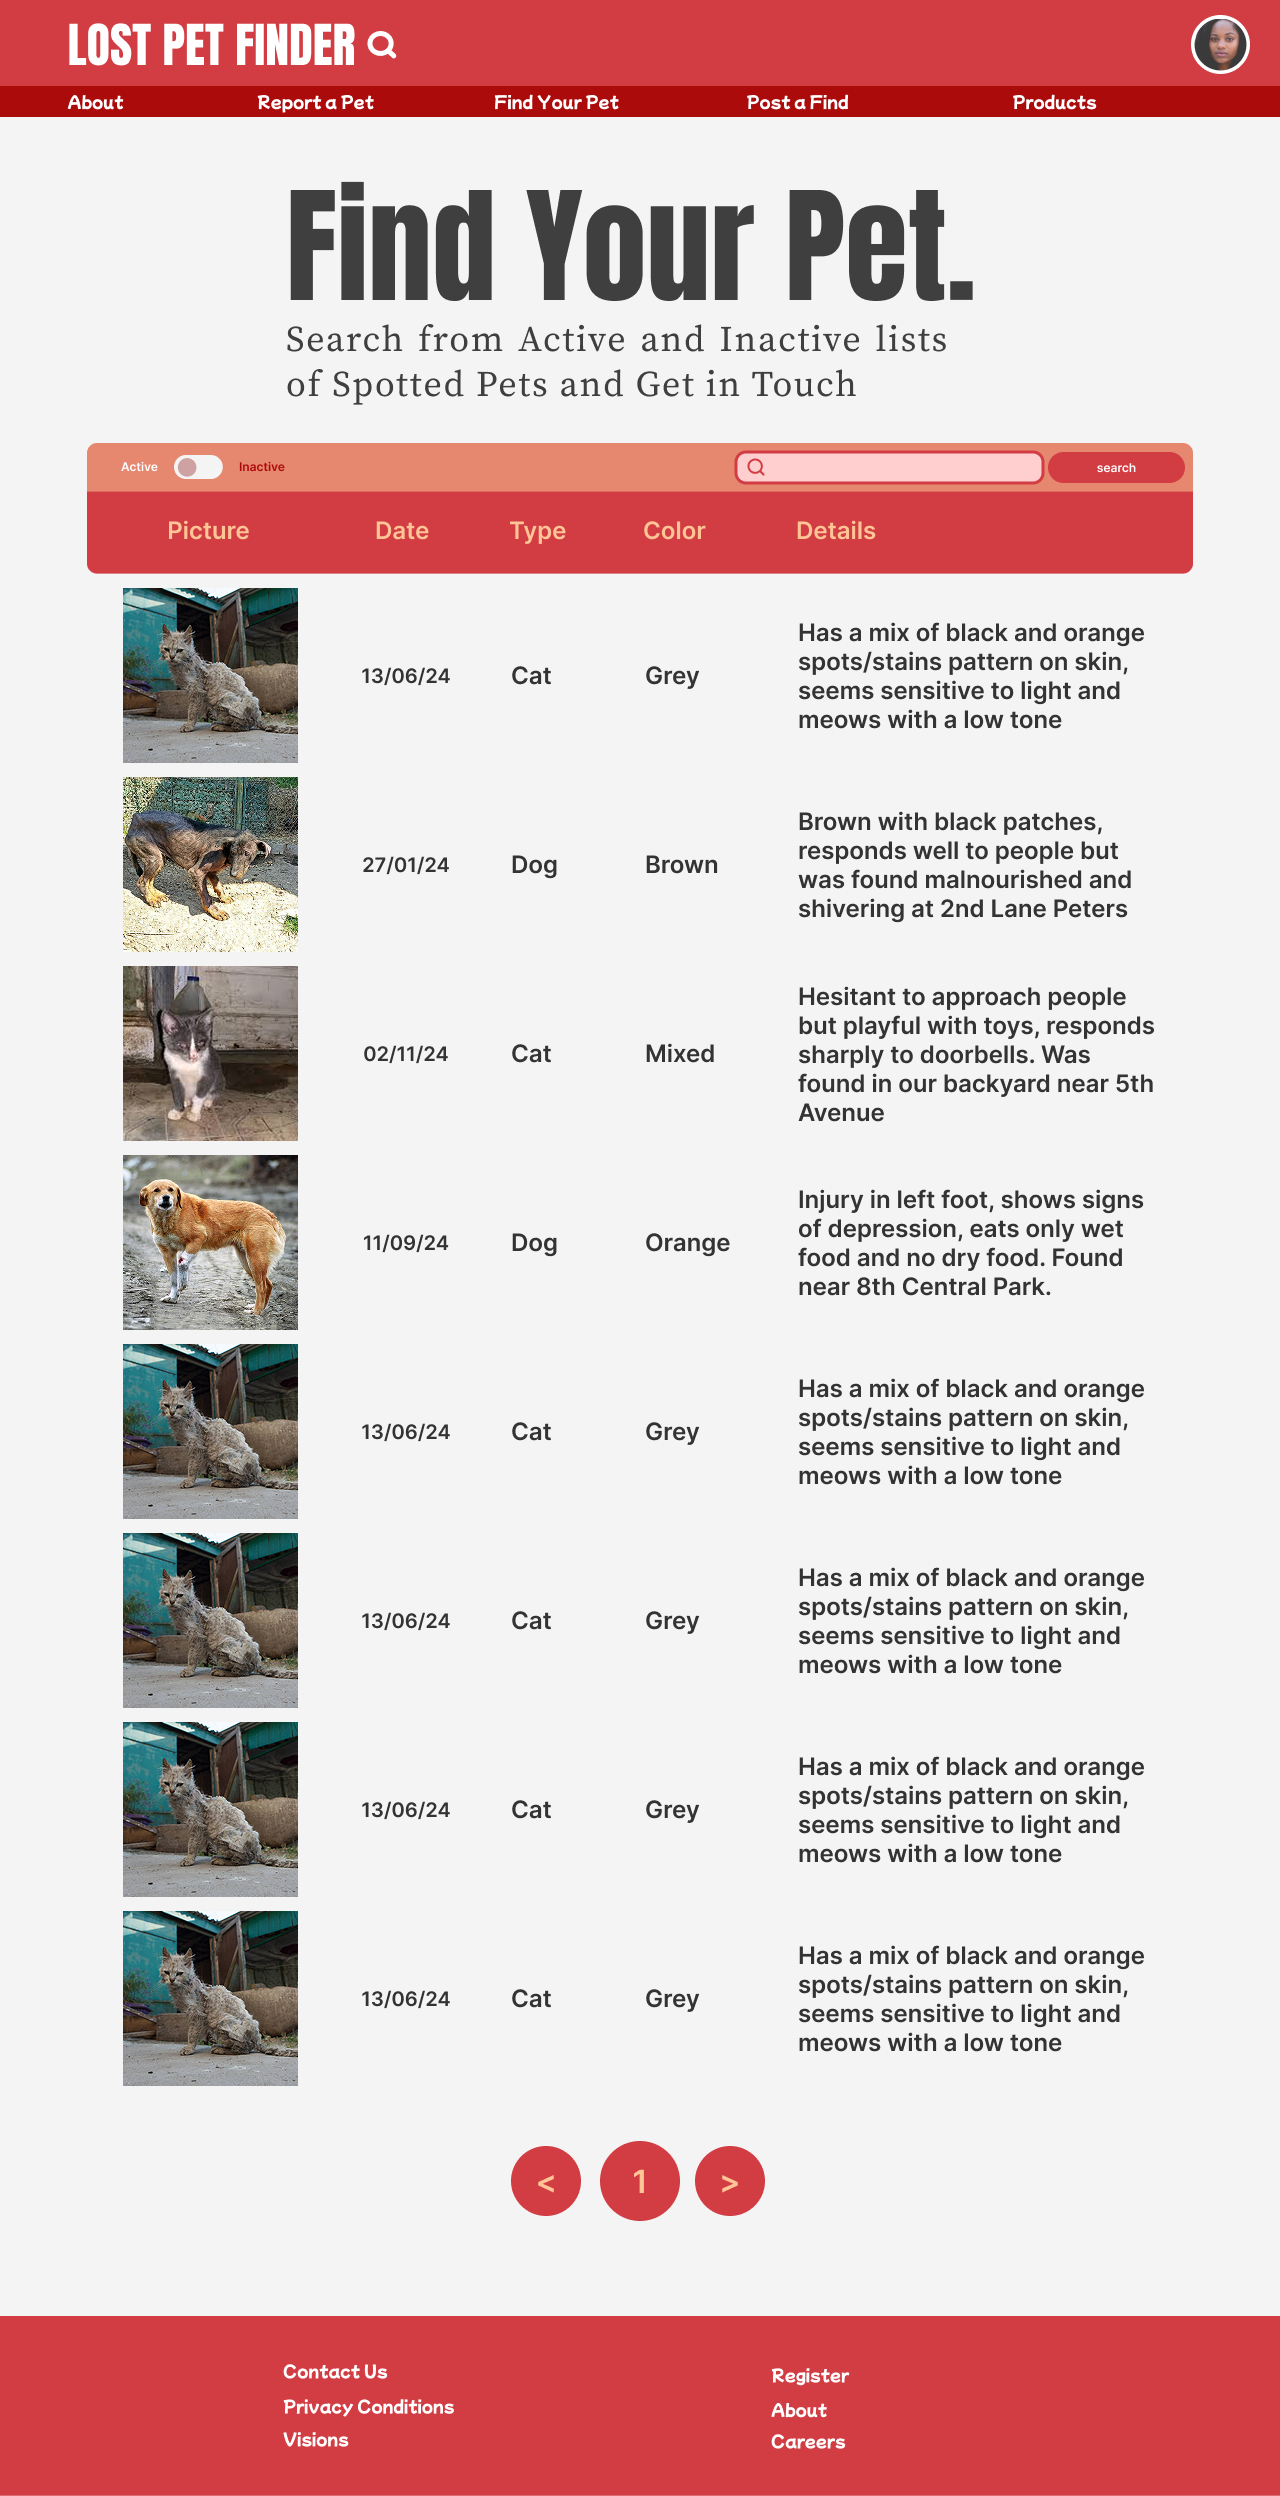 LOST PET FINDER
About Report a Pet Find Your Pet Post a Find Products
Find Your Pet.
Search from Active and Inactive lists
of Spotted Pets and Get in Touch
Active Inactive search
Picture Date Type Color Details
13/06/24 Cat Grey
Has a mix of black and orange
spots/stains pattern on skin,
seems sensitive to light and
meows with a low tone
27/01/24 Dog Brown
Brown with black patches,
responds well to people but
was found malnourished and
shivering at 2nd Lane Peters
02/11/24 Cat Mixed
Hesitant to approach people
but playful with toys, responds
sharply to doorbells. Was
found in our backyard near 5th
Avenue
11/09/24 Dog Orange
Injury in left foot, shows signs
of depression, eats only wet
food and no dry food. Found
near 8th Central Park.
13/06/24 Cat Grey
Has a mix of black and orange
spots/stains pattern on skin,
seems sensitive to light and
meows with a low tone
13/06/24 Cat Grey
Has a mix of black and orange
spots/stains pattern on skin,
seems sensitive to light and
meows with a low tone
13/06/24 Cat Grey
Has a mix of black and orange
spots/stains pattern on skin,
seems sensitive to light and
meows with a low tone
13/06/24 Cat Grey
Has a mix of black and orange
spots/stains pattern on skin,
seems sensitive to light and
meows with a low tone
< 1 >
Contact Us
Privacy Conditions
Visions
Register
About
Careers